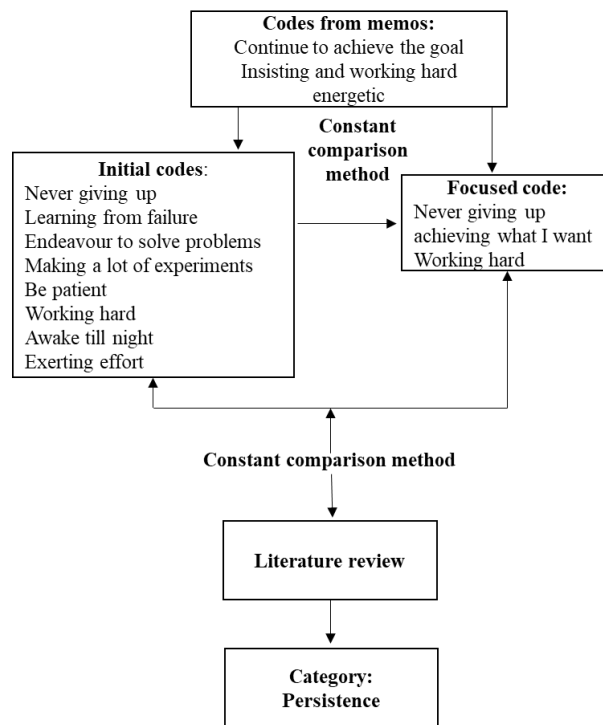 Codes from memos:
Continue to achieve the goal
Insisting and working hard
energetic
Constant
comparison
method
Initial codes:
Never giving up
Learning from failure
Endeavour to solve problems
Making a lot of experiments
Be patient
Working hard
Awake till night
Exerting effort
Focused code:
Never giving up
achieving what I want
Working hard
Constant comparison method
Literature review
Category:
Persistence